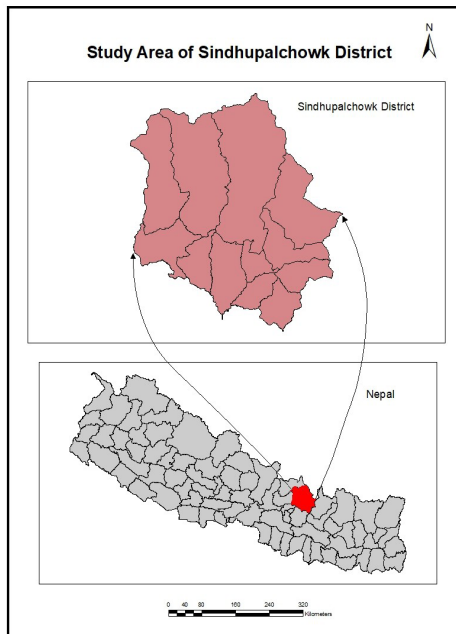 N
Study Area of Sindhupalchowk District
Sindhupalchowk District
Nepal
0 40 80 160 240 320
Kilometers